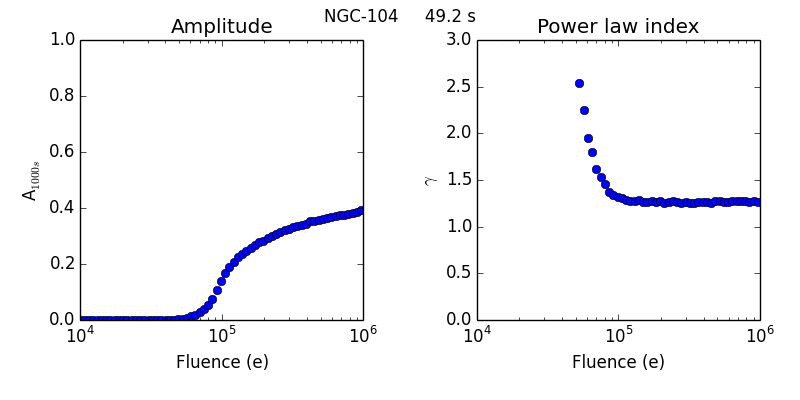 NGC-104 49.2 s
Amplitude
1.0
0.8
0.6
0.4
0.2
0.0
A1000s
10^4 10^5 10^6
Fluence (e)
Power law index
3.0
2.5
2.0
1.5
1.0
0.5
0.0
γ
10^4 10^5 10^6
Fluence (e)